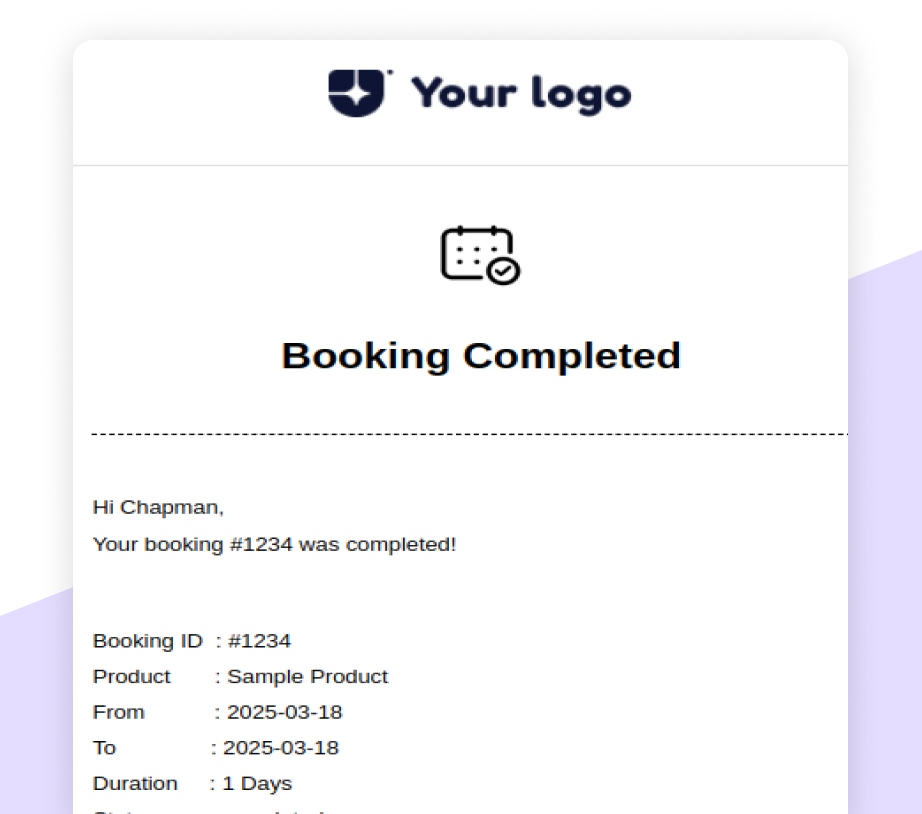 Your logo
Booking Completed
Hi Chapman,
Your booking #1234 was completed!
Booking ID : #1234
Product : Sample Product
From : 2025-03-18
To : 2025-03-18
Duration : 1 Days